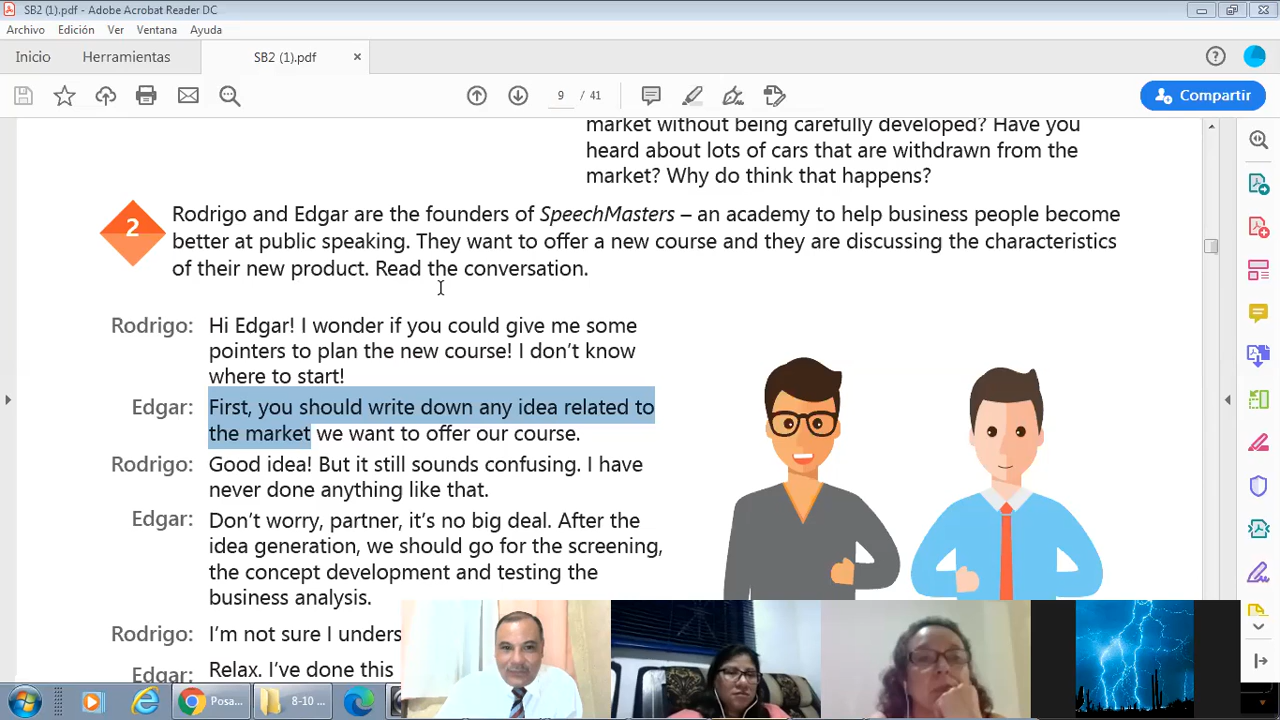 SB2 (1).pdf - Adobe Acrobat Reader DC
Archivo Edición Ver Ventana Ayuda
Inicio Herramientas SB2 (1).pdf ×
9 / 41
Compartir
market without being carefully developed? Have you
heard about lots of cars that are withdrawn from the
market? Why do think that happens?
2
Rodrigo and Edgar are the founders of SpeechMasters – an academy to help business people become
better at public speaking. They want to offer a new course and they are discussing the characteristics
of their new product. Read the conversation.
Rodrigo: Hi Edgar! I wonder if you could give me some
pointers to plan the new course! I don't know
where to start!
Edgar: First, you should write down any idea related to
the market we want to offer our course.
Rodrigo: Good idea! But it still sounds confusing. I have
never done anything like that.
Edgar: Don't worry, partner, it's no big deal. After the
idea generation, we should go for the screening,
the concept development and testing the
business analysis.
Rodrigo: I'm not sure I unders
Edgar: Relax. I've done this
Posa...
8-10 ...